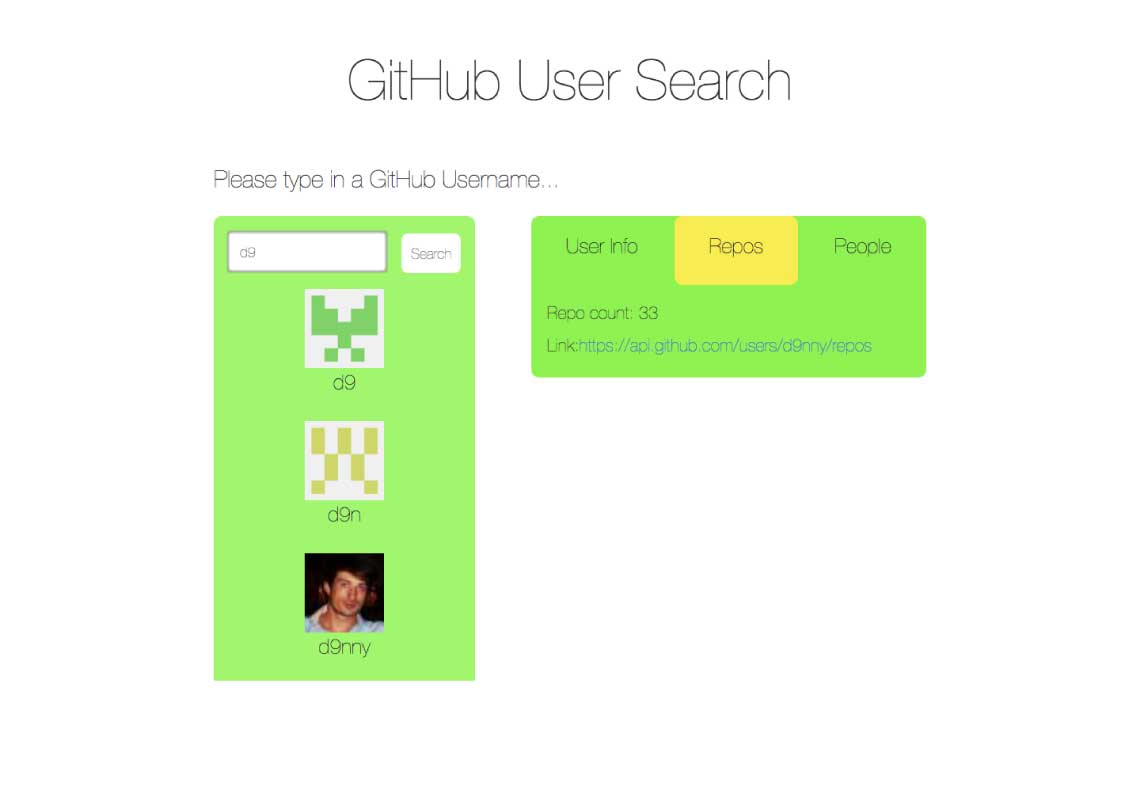 GitHub User Search
Please type in a GitHub Username...
d9
Search
d9
d9n
d9nny
User Info
Repos
People
Repo count: 33
Link:https://api.github.com/users/d9nny/repos